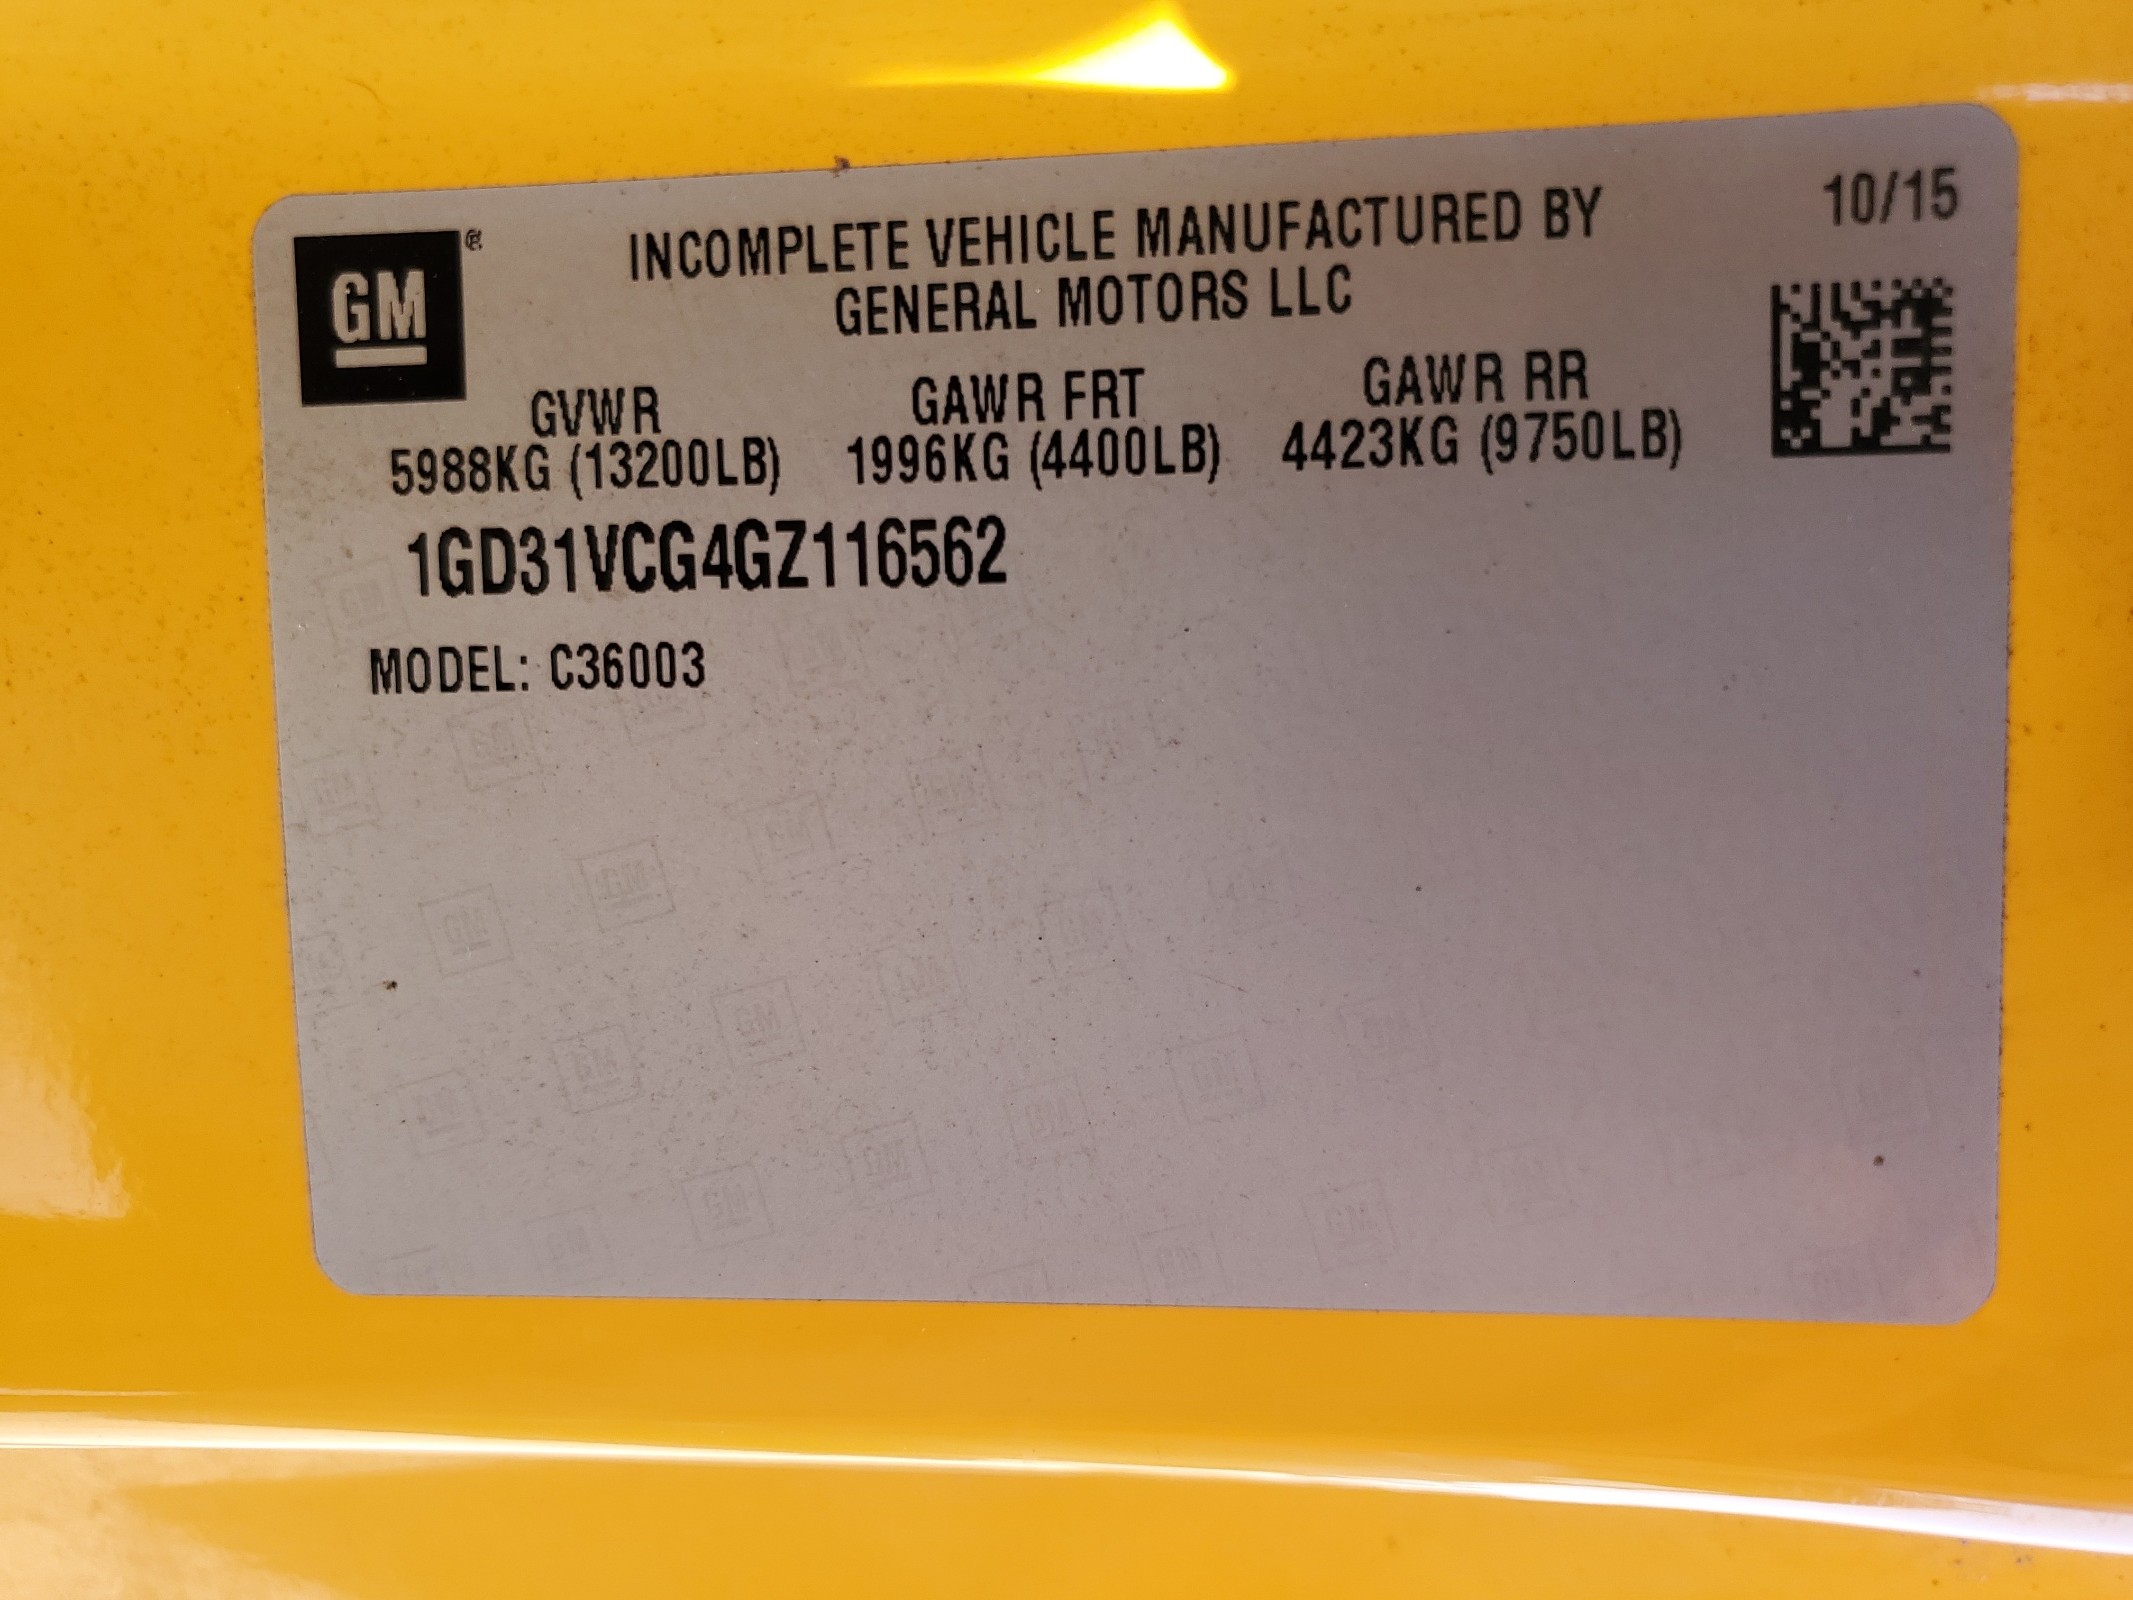 GM®
INCOMPLETE VEHICLE MANUFACTURED BY
GENERAL MOTORS LLC
10/15
GVWR
5988KG (13200LB)
GAWR FRT
1996KG (4400LB)
GAWR RR
4423KG (9750LB)
1GD31VCG4GZ116562
MODEL: C36003